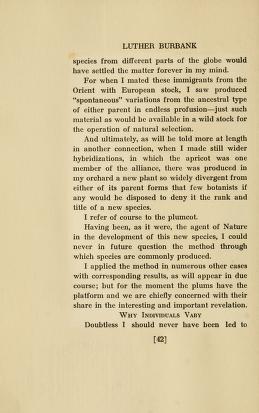 LUTHER BURBANK
species from different parts of the globe would
have settled the matter forever in my mind.
For when I mated these immigrants from the
Orient with European stock, I saw produced
"spontaneous" variations from the ancestral type
of either parent in endless profusion—just such
material as would be available in a wild stock for
the operation of natural selection.
And ultimately, as will be told more at length
in another connection, when I made still wider
hybridizations, in which the apricot was one
member of the alliance, there was produced in
my orchard a new plant so widely divergent from
either of its parent forms that few botanists if
any would be disposed to deny it the rank and
title of a new species.
I refer of course to the plumcot.
Having been, as it were, the agent of Nature
in the development of this new species, I could
never in future question the method through
which species are commonly produced.
I applied the method in numerous other cases
with corresponding results, as will appear in due
course; but for the moment the plums have the
platform and we are chiefly concerned with their
share in the interesting and important revelation.
WHY INDIVIDUALS VARY
Doubtless I should never have been led to
[42]